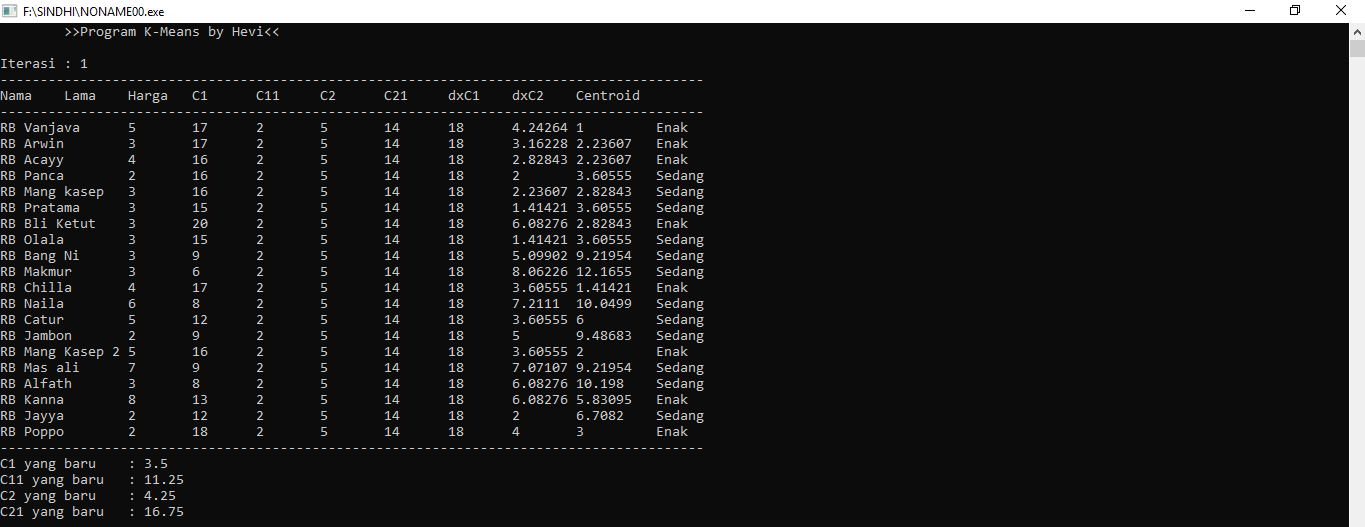 F:\SINDHI\NONAME00.exe
>>Program K-Means by Hevi<<
Iterasi : 1
--------------------------------------------------------------------------------
Nama Lama Harga C1 C11 C2 C21 dxC1 dxC2 Centroid
--------------------------------------------------------------------------------
RB Vanjava 5 17 2 5 14 18 4.24264 1 Enak
RB Arwin 3 17 2 5 14 18 3.16228 2.23607 Enak
RB Acayy 4 16 2 5 14 18 2.82843 2.23607 Enak
RB Panca 2 16 2 5 14 18 2 3.60555 Sedang
RB Mang kasep 3 16 2 5 14 18 2.23607 2.82843 Sedang
RB Pratama 3 15 2 5 14 18 1.41421 3.60555 Sedang
RB Bli Ketut 3 20 2 5 14 18 6.08276 2.82843 Enak
RB Olala 3 15 2 5 14 18 1.41421 3.60555 Sedang
RB Bang Ni 3 9 2 5 14 18 5.09902 9.21954 Sedang
RB Makmur 3 6 2 5 14 18 8.06226 12.1655 Sedang
RB Chilla 4 17 2 5 14 18 3.60555 1.41421 Enak
RB Naila 6 8 2 5 14 18 7.2111 10.0499 Sedang
RB Catur 5 12 2 5 14 18 3.60555 6 Sedang
RB Jambon 2 9 2 5 14 18 5 9.48683 Sedang
RB Mang Kasep 2 5 16 2 5 14 18 3.60555 2 Enak
RB Mas ali 7 9 2 5 14 18 7.07107 9.21954 Sedang
RB Alfath 3 8 2 5 14 18 6.08276 10.198 Sedang
RB Kanna 8 13 2 5 14 18 6.08276 5.83095 Enak
RB Jayya 2 12 2 5 14 18 2 6.7082 Sedang
RB Poppo 2 18 2 5 14 18 4 3 Enak
--------------------------------------------------------------------------------
C1 yang baru : 3.5
C11 yang baru : 11.25
C2 yang baru : 4.25
C21 yang baru : 16.75